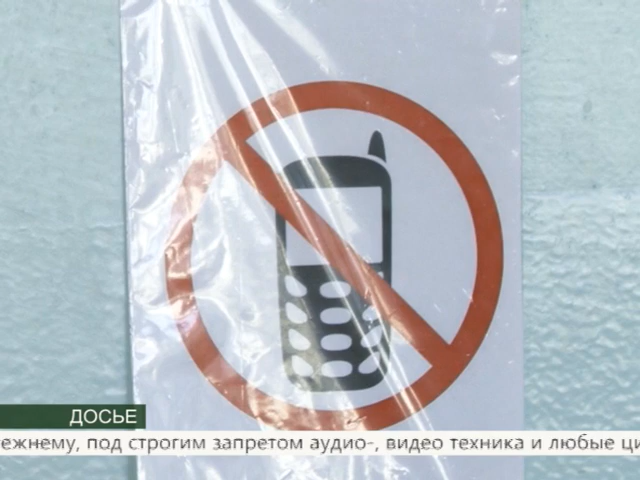 ДОСЬЕ
ежнему, под строгим запретом аудио-, видео техника и любые ци